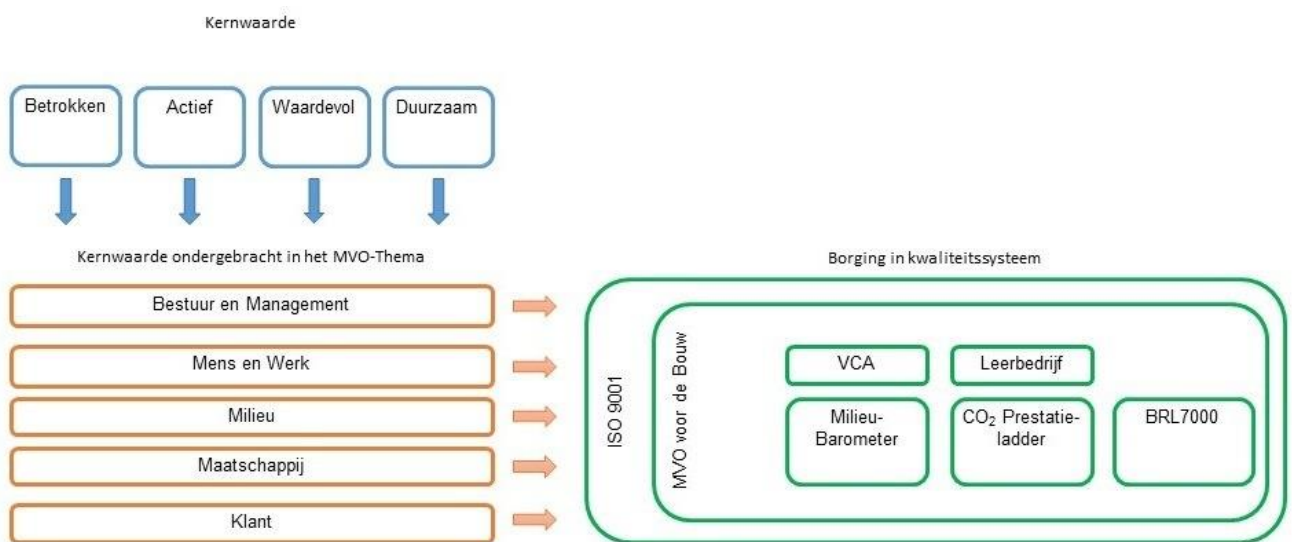 Kernwaarde
Betrokken
Actief
Waardevol
Duurzaam
Kernwaarde ondergebracht in het MVO-Thema
Bestuur en Management
Mens en Werk
Milieu
Maatschappij
Klant
Borging in kwaliteitssysteem
ISO 9001
MVO voor de Bouw
VCA
Leerbedrijf
Milieu-
Barometer
CO₂ Prestatie-
ladder
BRL7000